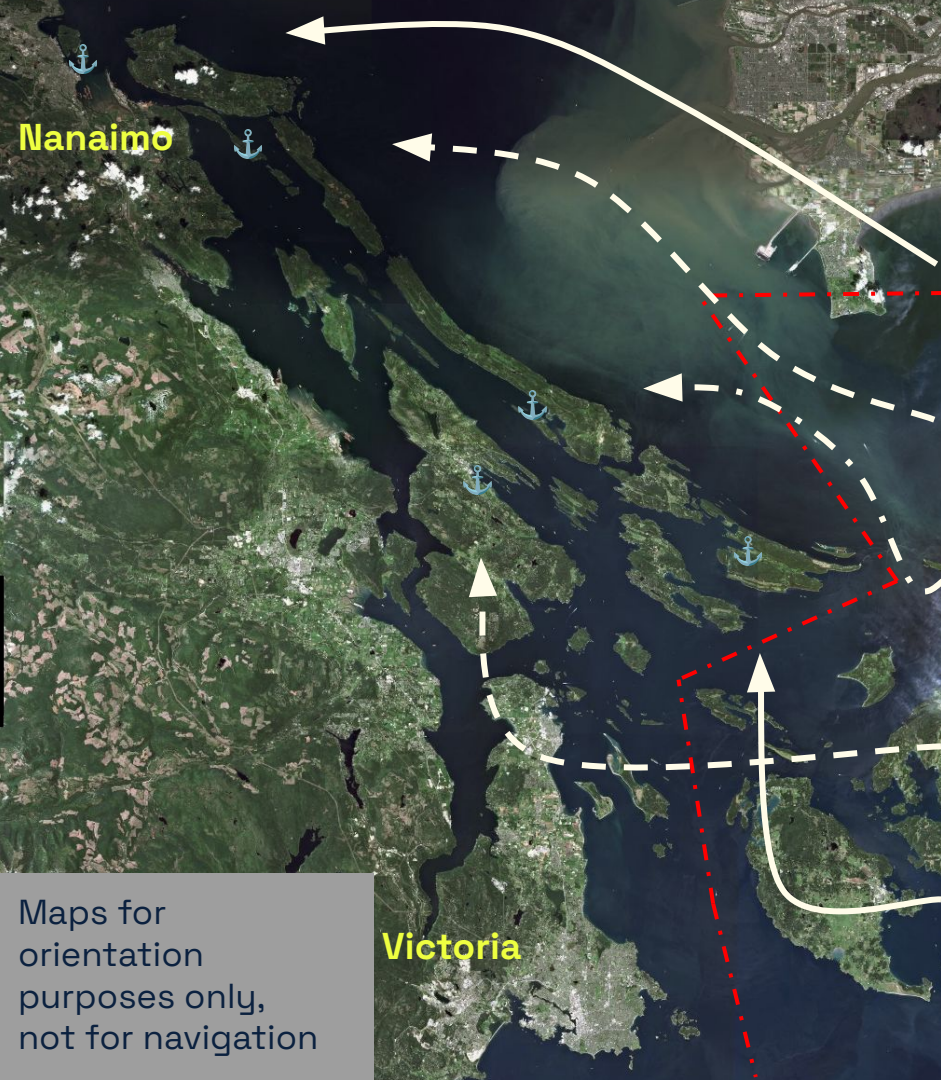 Nanaimo
Victoria
Maps for
orientation
purposes only,
not for navigation